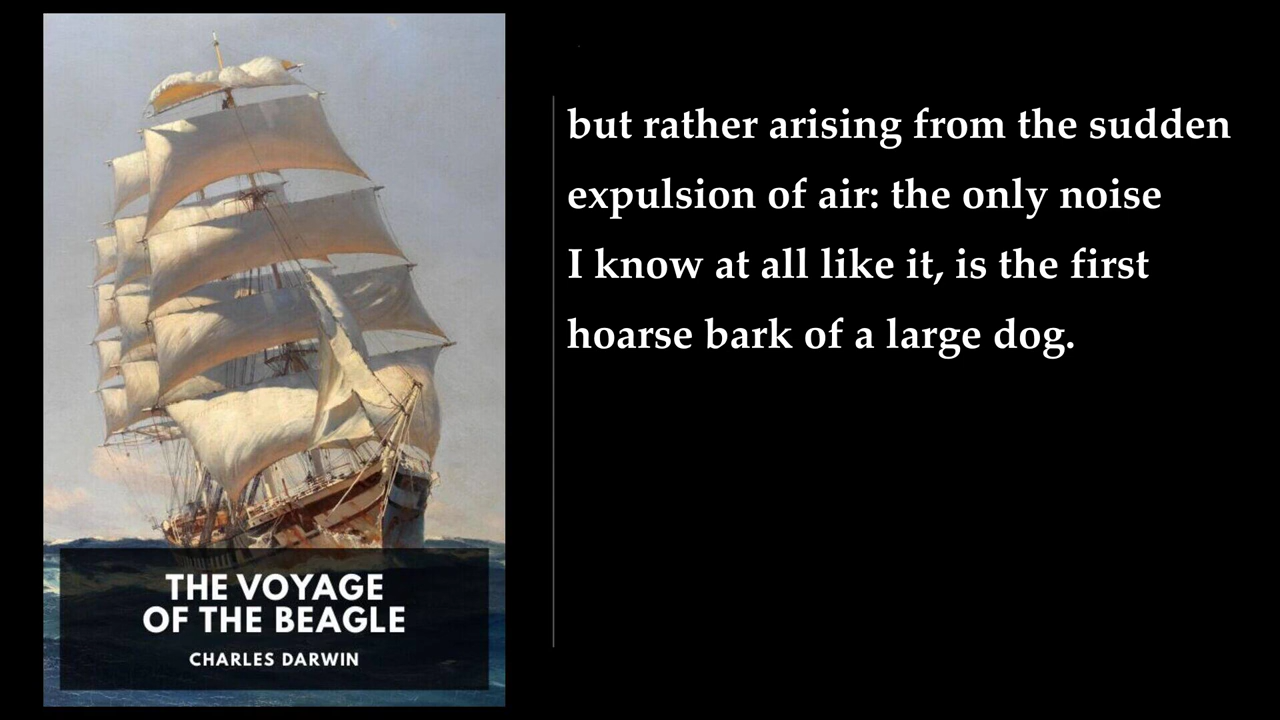 THE VOYAGE
OF THE BEAGLE
CHARLES DARWIN
but rather arising from the sudden
expulsion of air: the only noise
I know at all like it, is the first
hoarse bark of a large dog.